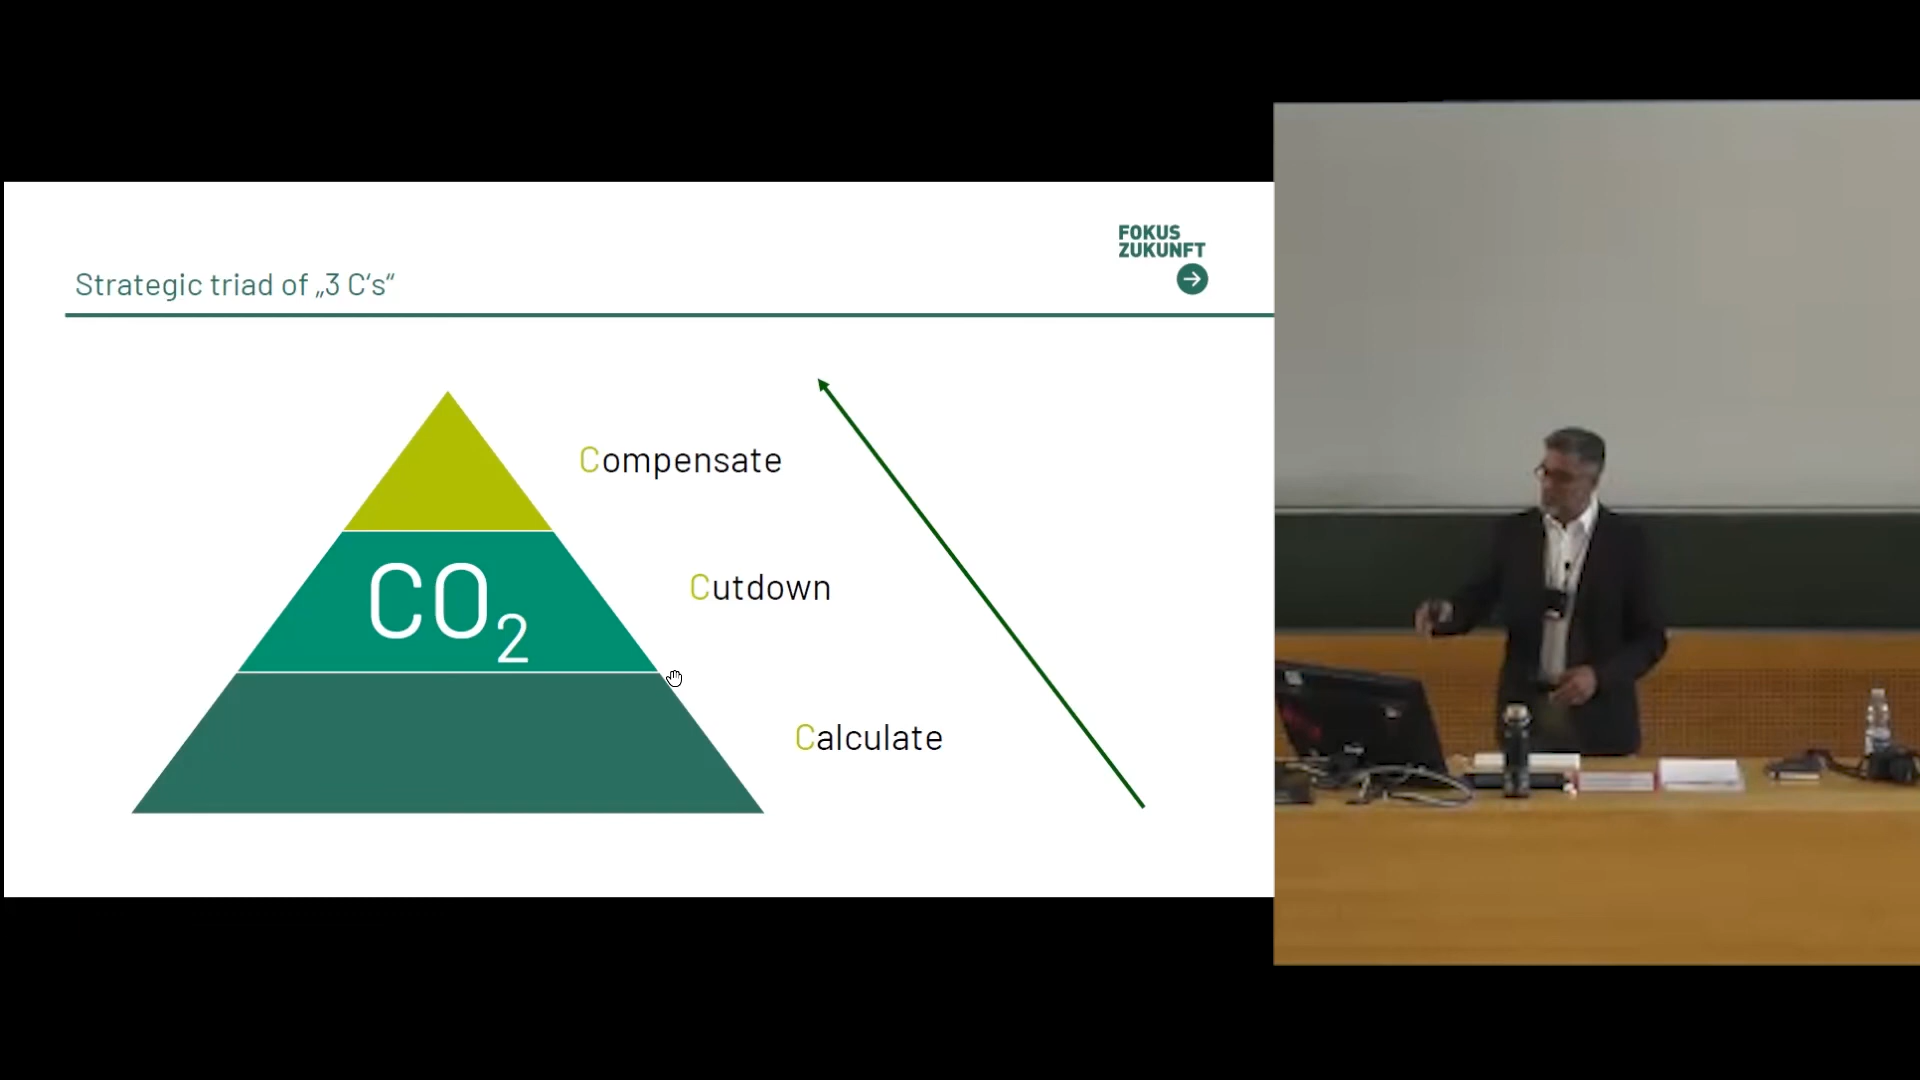 FOKUS
ZUKUNFT
Strategic triad of „3 C’s“
Compensate
CO₂
Cutdown
Calculate